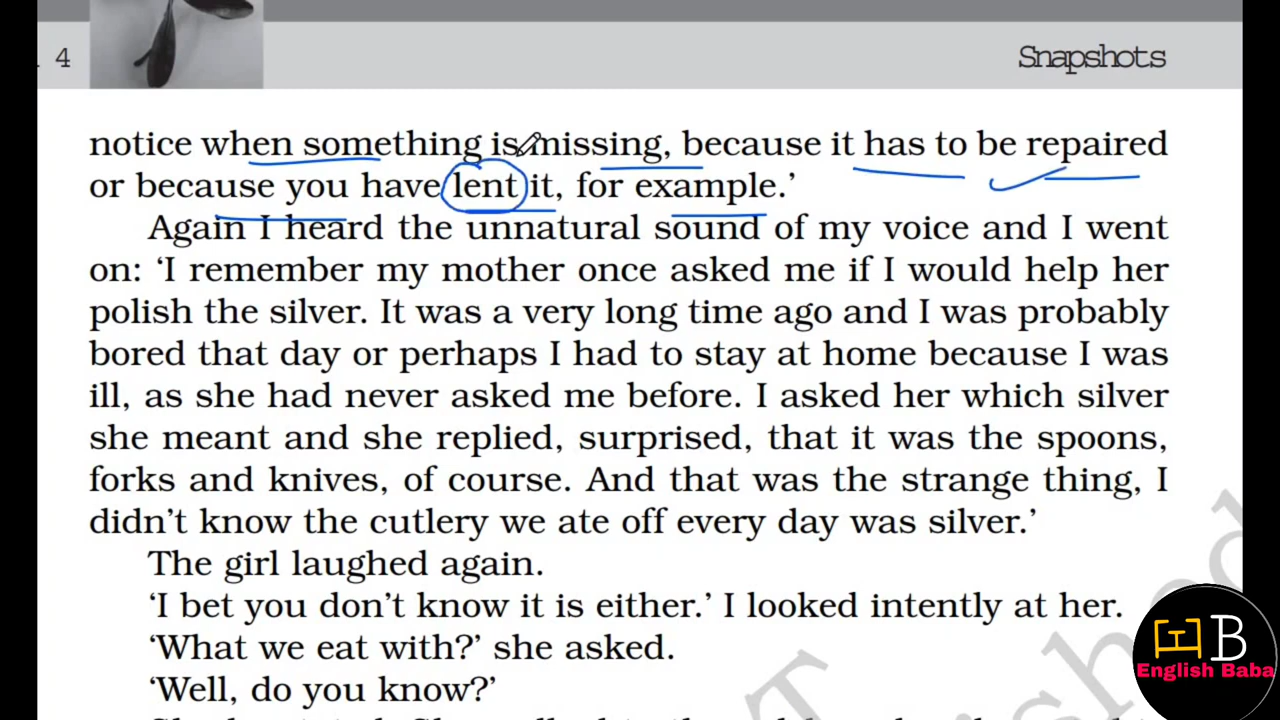 4
Snapshots
notice when something is missing, because it has to be repaired
or because you have lent it, for example.’
Again I heard the unnatural sound of my voice and I went
on: ‘I remember my mother once asked me if I would help her
polish the silver. It was a very long time ago and I was probably
bored that day or perhaps I had to stay at home because I was
ill, as she had never asked me before. I asked her which silver
she meant and she replied, surprised, that it was the spoons,
forks and knives, of course. And that was the strange thing, I
didn’t know the cutlery we ate off every day was silver.’
The girl laughed again.
‘I bet you don’t know it is either.’ I looked intently at her.
‘What we eat with?’ she asked.
‘Well, do you know?’
EB
English Baba